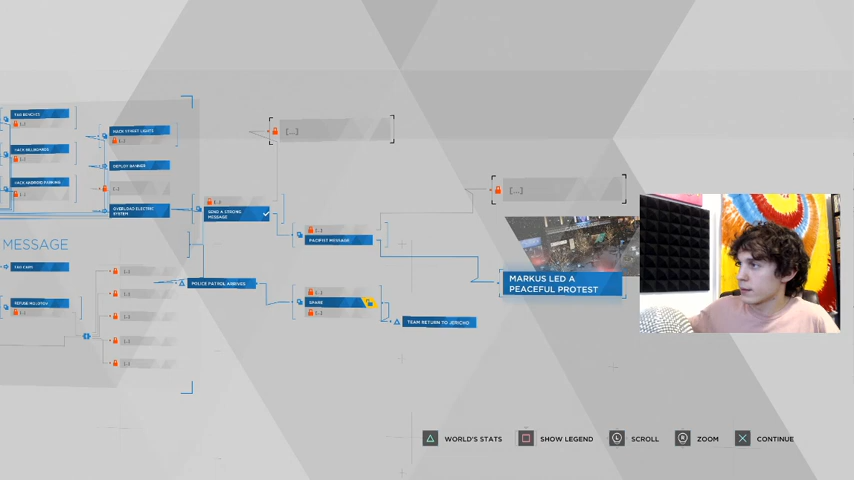 TAG BENCHES
[...]
HACK BILLBOARDS
[...]
HACK ANDROID PARKING
[...]
HACK STREET LIGHTS
[...]
DEPLOY BANNER
[...]
OVERLOAD ELECTRIC
SYSTEM
[...]
SEND A STRONG
MESSAGE
[...]
[...]
PACIFIST MESSAGE
[...]
MARKUS LED A
PEACEFUL PROTEST
MESSAGE
TAG CARS
REFUSE MOLOTOV
[...]
[...]
[...]
[...]
[...]
[...]
POLICE PATROL ARRIVES
[...]
SPARE
[...]
TEAM RETURN TO JERICHO
WORLD'S STATS
SHOW LEGEND
L
SCROLL
R
ZOOM
CONTINUE